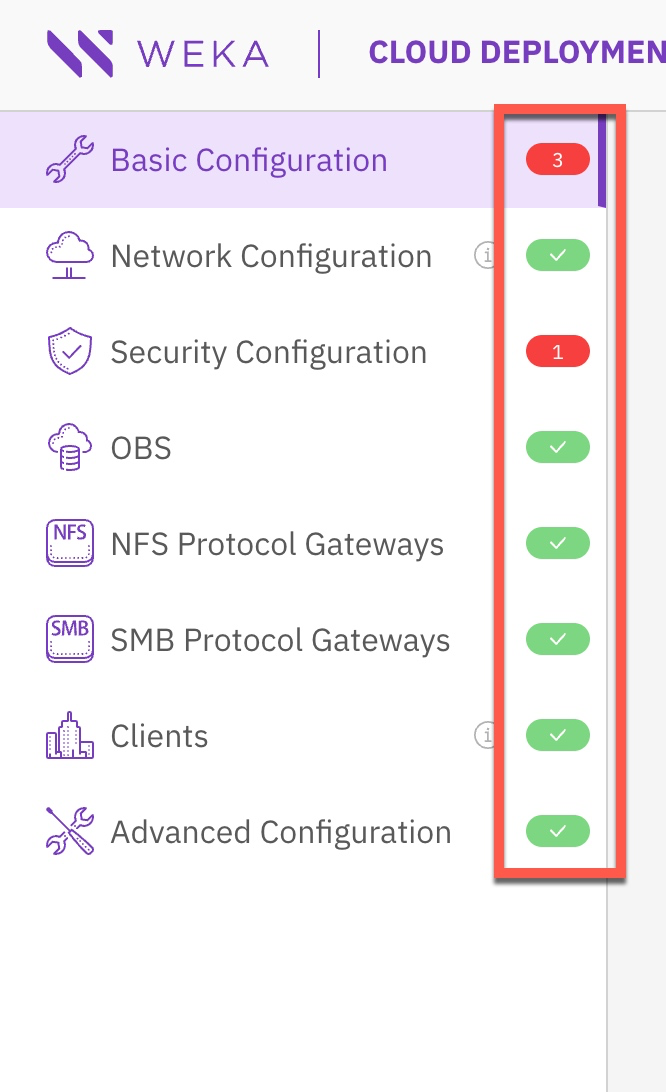 WEKA
CLOUD DEPLOYMEN
Basic Configuration 3
Network Configuration i
Security Configuration 1
OBS
NFS NFS Protocol Gateways
SMB SMB Protocol Gateways
Clients i
Advanced Configuration